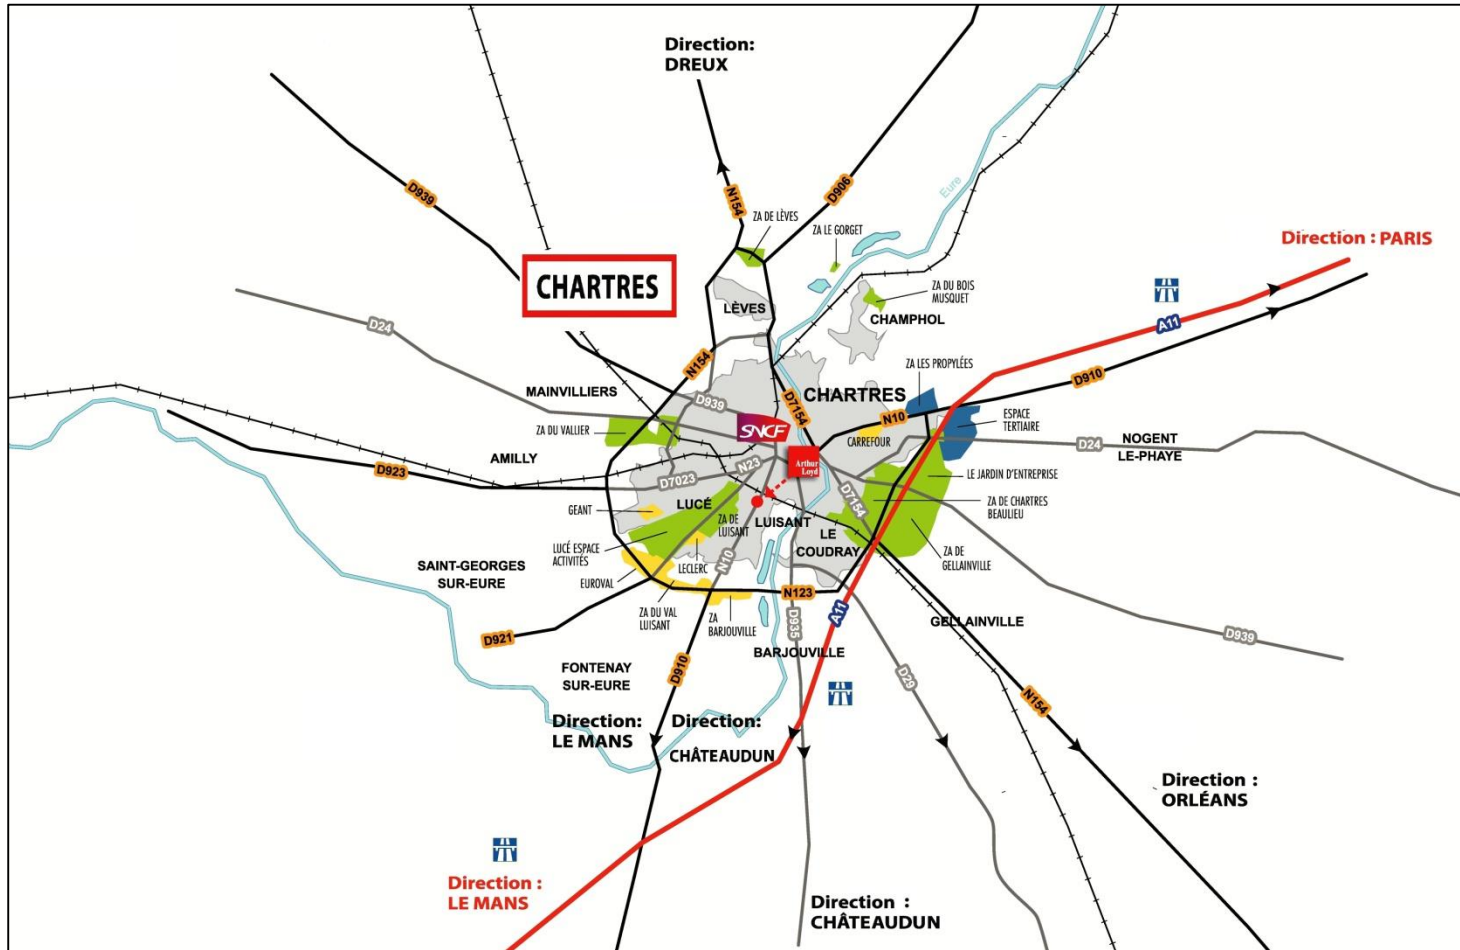 Direction:
DREUX
N154
D906
D939
ZA DE LÈVES
ZA LE GORGET
Eure
Direction : PARIS
CHARTRES
ZA DU BOIS
MUSQUET
LÈVES
CHAMPHOL
A11
D24
N154
ZA LES PROPYLÉES
D910
MAINVILLIERS
CHARTRES
D939
D7154
N10
ESPACE
TERTIAIRE
SNCF
CARREFOUR
ZA DU VALLIER
D24
NOGENT
LE-PHAYE
AMILLY
D923
N23
Arthur
Loyd
D7023
LE JARDIN D'ENTREPRISE
D7154
GEANT
LUCÉ
ZA DE
LUISANT
LUISANT
ZA DE CHARTRES
BEAULIEU
LE
COUDRAY
LUCÉ ESPACE
ACTIVITÉS
ZA DE
GELLAINVILLE
SAINT-GEORGES
SUR-EURE
EUROVAL
LECLERC
N10
N123
ZA DU VAL
LUISANT
ZA
BARJOUVILLE
D935
A11
GELLAINVILLE
D921
D939
BARJOUVILLE
FONTENAY
SUR-EURE
D910
D29
N154
Direction:
LE MANS
Direction:
CHÂTEAUDUN
Direction :
ORLÉANS
Direction :
LE MANS
Direction :
CHÂTEAUDUN